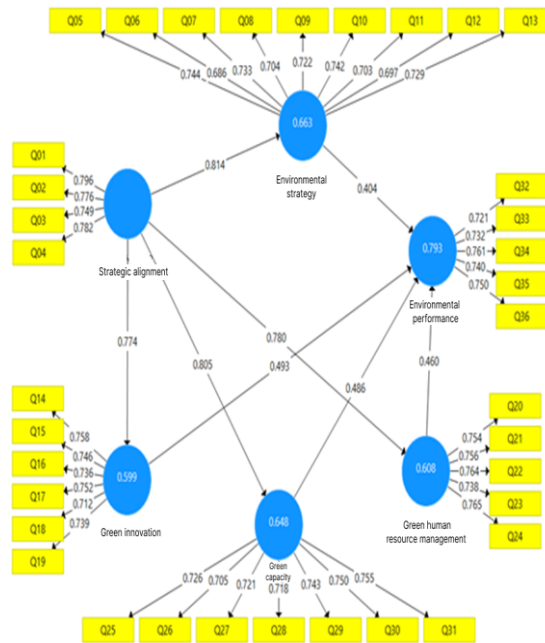 Q05 Q06 Q07 Q08 Q09 Q10 Q11 Q12 Q13
0.744 0.686 0.733 0.704 0.722 0.742 0.703 0.697 0.729
0.663
Environmental
strategy
Q01
Q02
Q03
Q04
0.796
0.776
0.749
0.782
Strategic alignment
0.814
0.404
Q32
Q33
Q34
Q35
Q36
0.721
0.732
0.761
0.740
0.750
0.793
Environmental
performance
0.774
0.805
0.780
0.493
0.486
0.460
Q14
Q15
Q16
Q17
Q18
Q19
0.758
0.746
0.736
0.752
0.712
0.739
0.599
Green innovation
Q20
Q21
Q22
Q23
Q24
0.754
0.756
0.764
0.738
0.765
0.608
Green human
resource management
0.648
Green
capacity
0.726 0.705 0.721 0.718 0.743 0.750 0.755
Q25 Q26 Q27 Q28 Q29 Q30 Q31